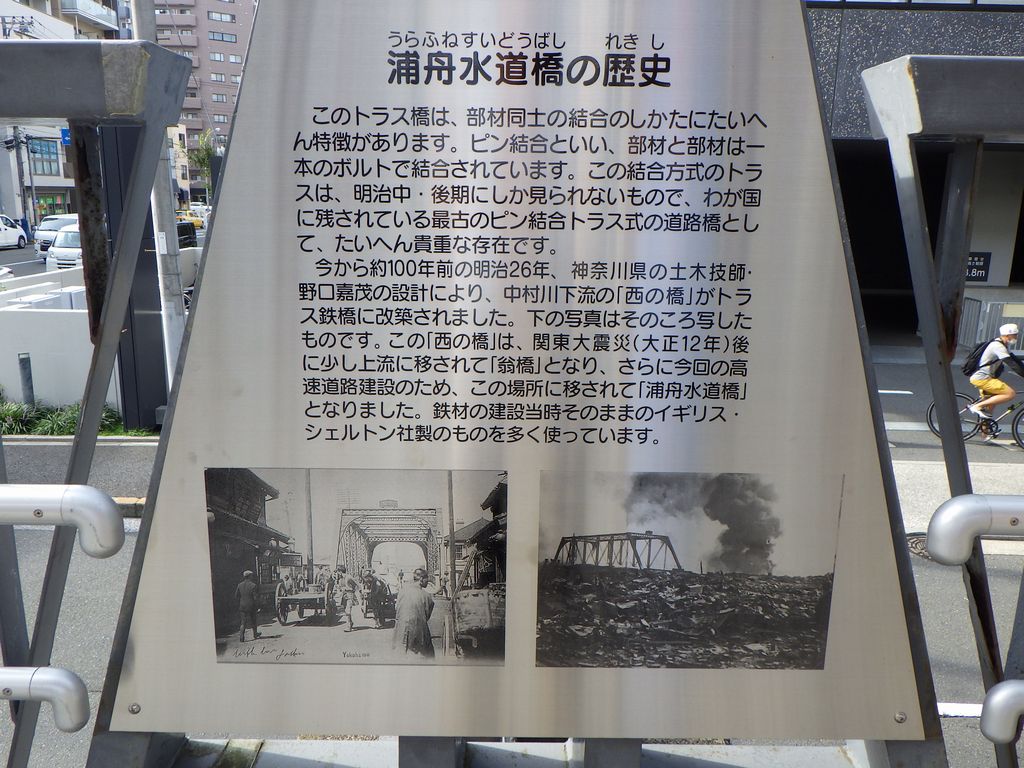 うらふねすいどうばし　れきし
浦舟水道橋の歴史
このトラス橋は、部材同士の結合のしかたにたいへ
ん特徴があります。ピン結合といい、部材と部材は一
本のボルトで結合されています。この結合方式のトラ
スは、明治中・後期にしか見られないもので、わが国
に残されている最古のピン結合トラス式の道路橋とし
て、たいへん貴重な存在です。
今から約100年前の明治26年、神奈川県の土木技師・
野口嘉茂の設計により、中村川下流の「西の橋」がトラ
ス鉄橋に改築されました。下の写真はそのころ写した
ものです。この「西の橋」は、関東大震災(大正12年)後
に少し上流に移されて「翁橋」となり、さらに今回の高
速道路建設のため、この場所に移されて「浦舟水道橋」
となりました。鉄材の建設当時そのままのイギリス・
シェルトン社製のものを多く使っています。
Yokohama
.8m